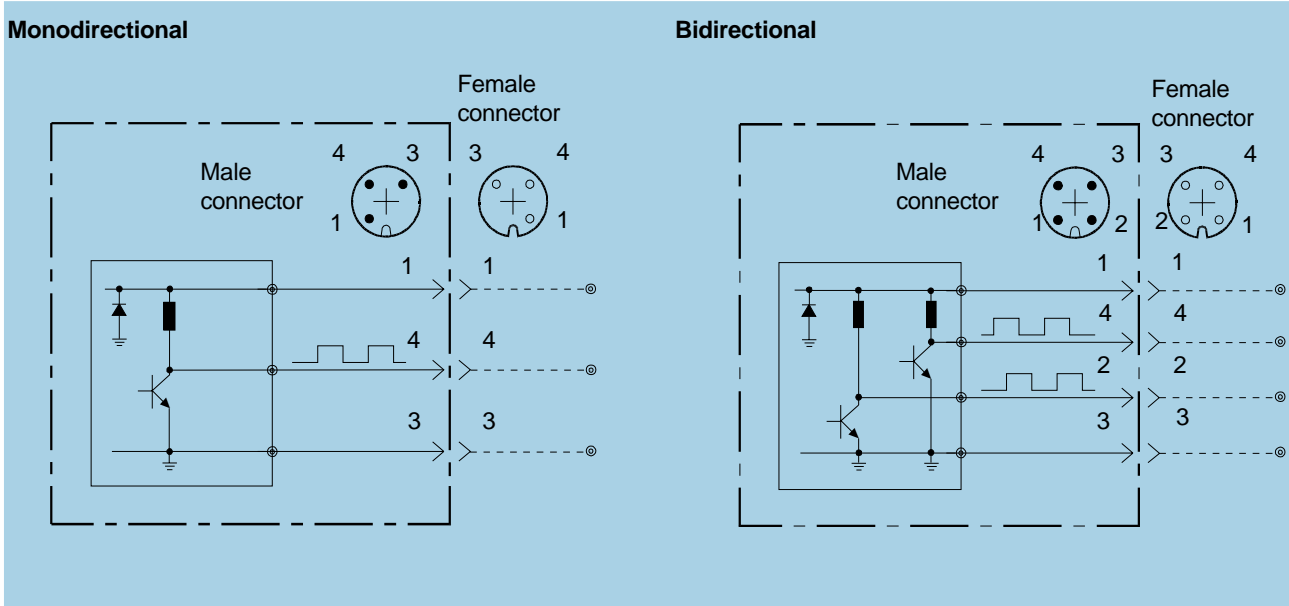 Monodirectional
Bidirectional
Female
connector
Female
connector
Male
connector
4 3 3 4
1 1
Male
connector
4 3 3 4
1 2 2 1
1 1
4 4
3 3
1 1
4 4
2 2
3 3